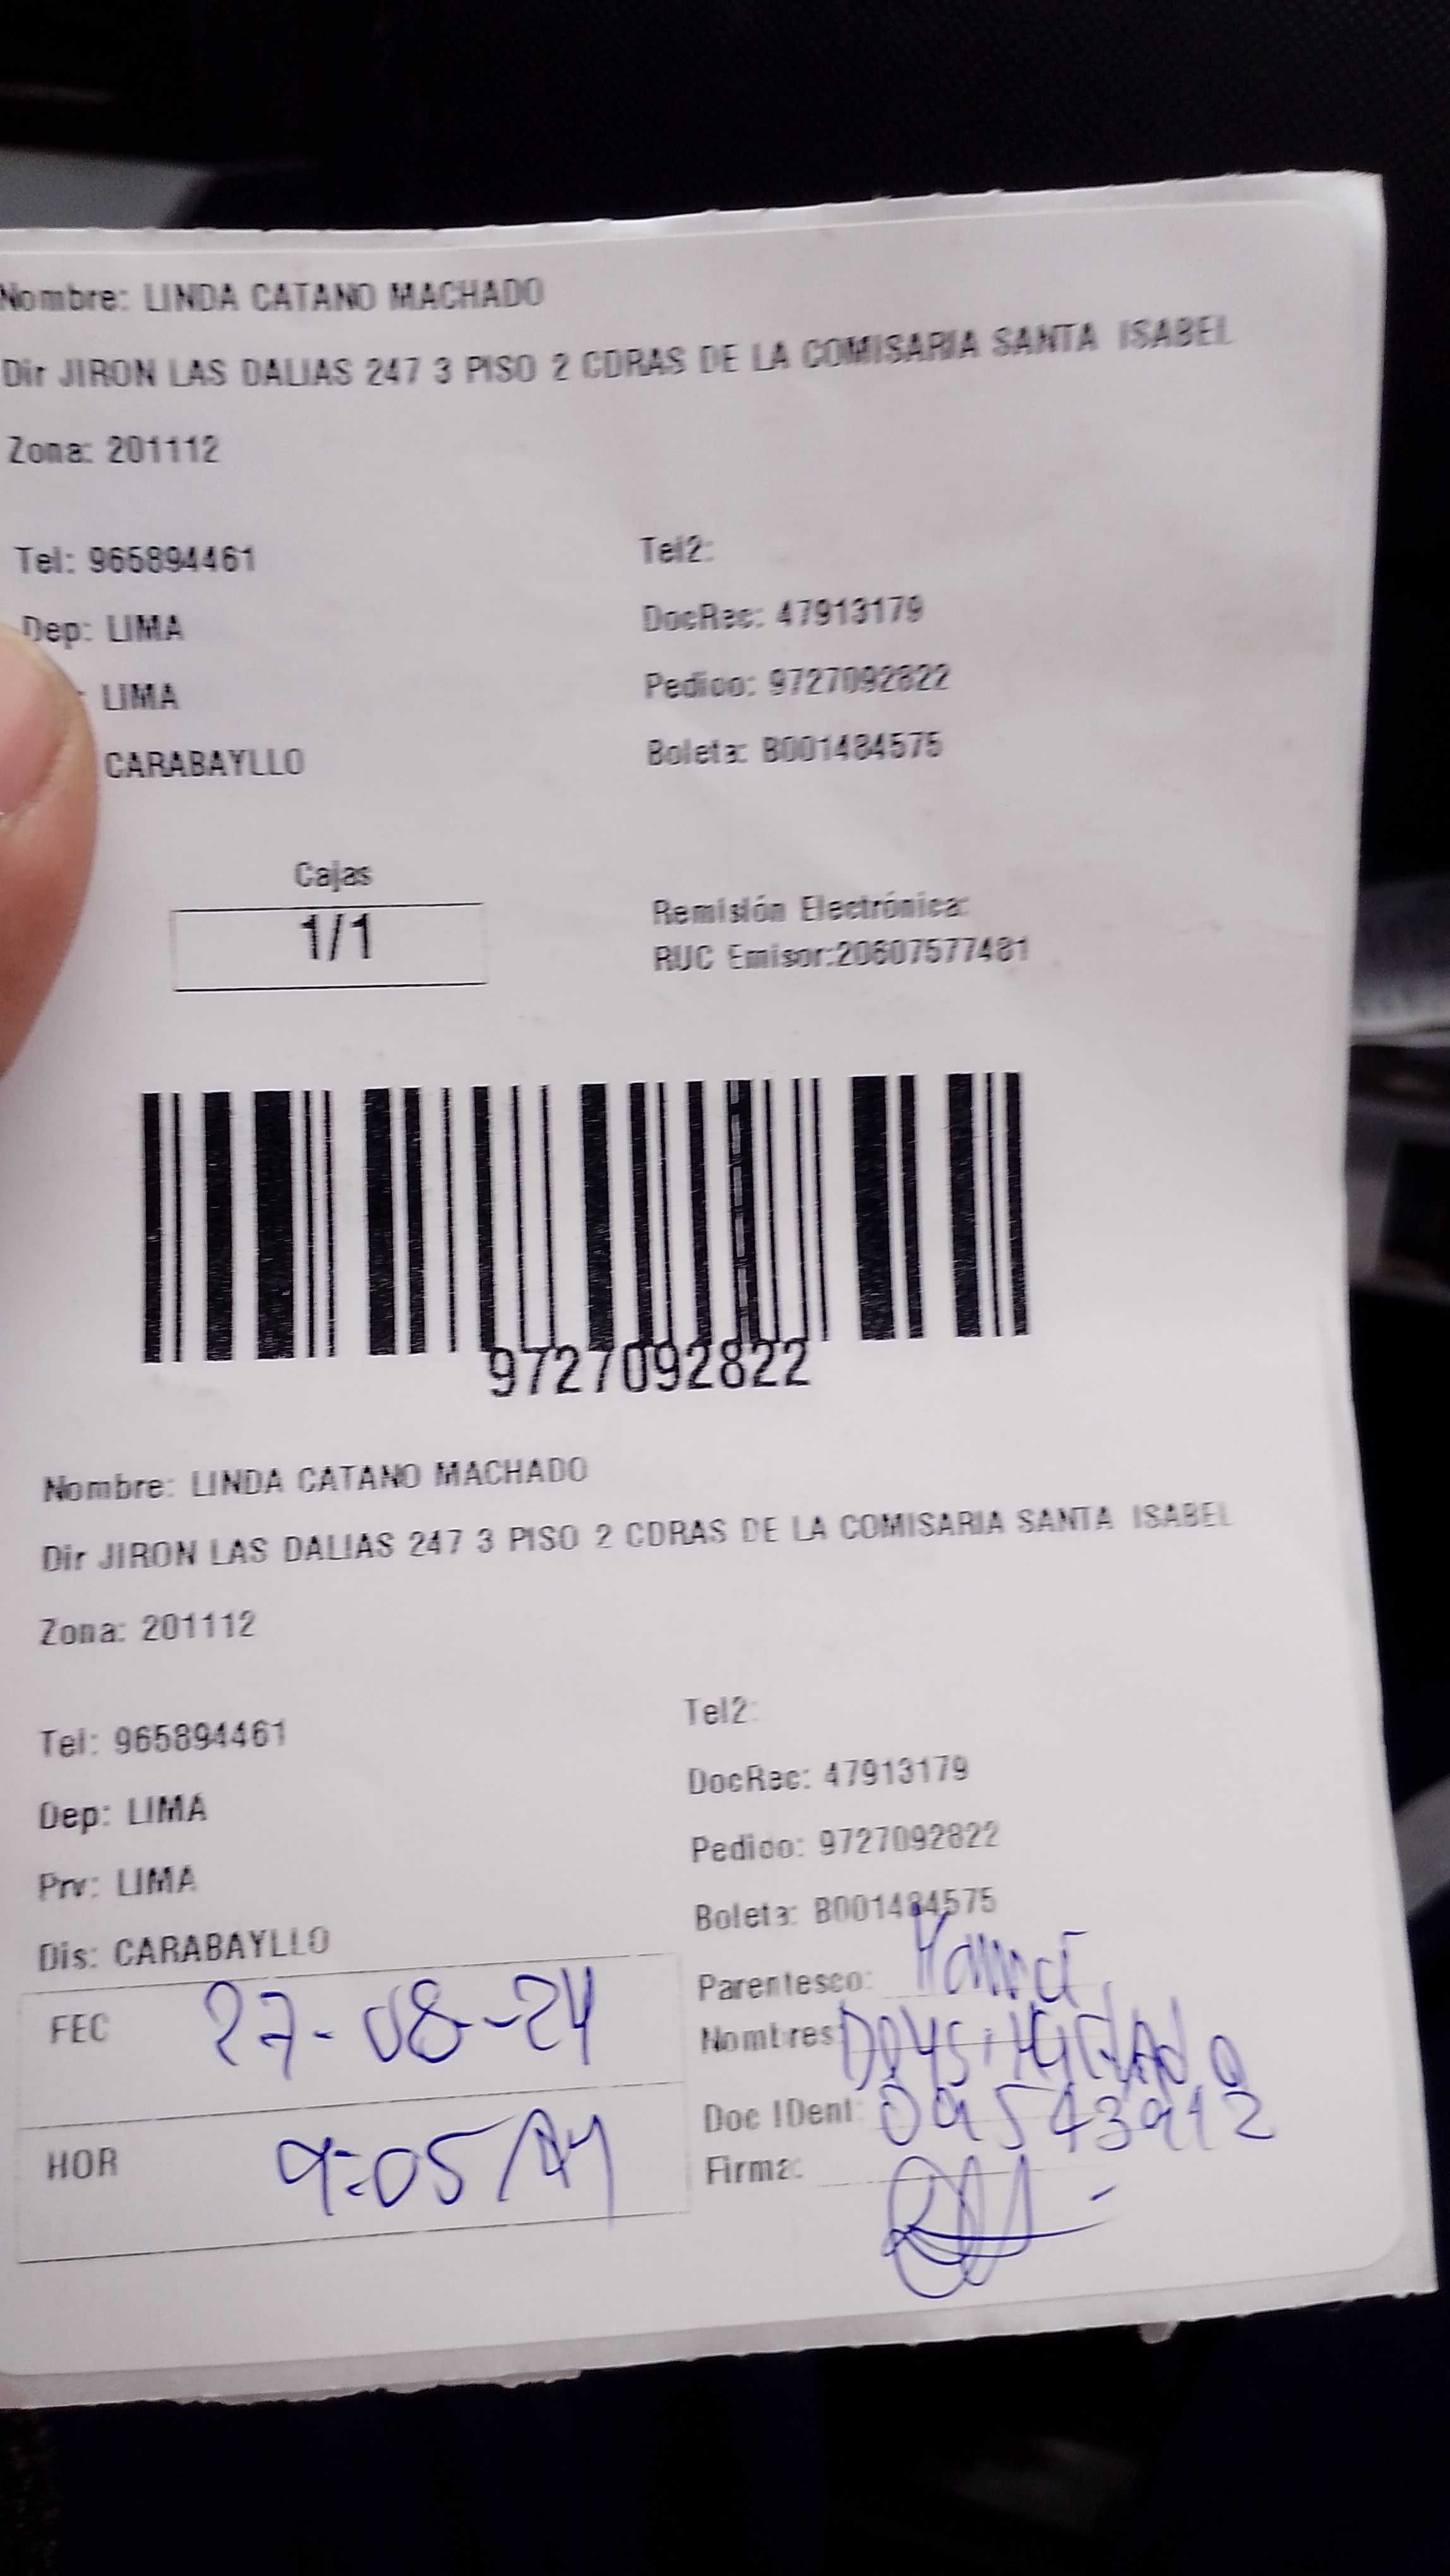 Nombre: LINDA CATANO MACHADO
Dir JIRON LAS DALIAS 247 3 PISO 2 CDRAS DE LA COMISARIA SANTA ISABEL
Zona: 201112
Tel: 965894461 Tel2:
Dep: LIMA DocRec: 47913179
: LIMA Pedido: 9727092822
CARABAYLLO Boleta: B001484575
Cajas
1/1
Remisión Electrónica:
RUC Emisor:20607577481
9727092822
Nombre: LINDA CATANO MACHADO
Dir JIRON LAS DALIAS 247 3 PISO 2 CDRAS DE LA COMISARIA SANTA ISABEL
Zona: 201112
Tel: 965894461 Tel2:
Dep: LIMA DocRec: 47913179
Prv: LIMA Pedido: 9727092822
Dis: CARABAYLLO Boleta: B001484575
FEC 27-08-24
HOR 9:05 AM
Parentesco: Mamá
Nombres:
Doc IDent: 09543912
Firma: